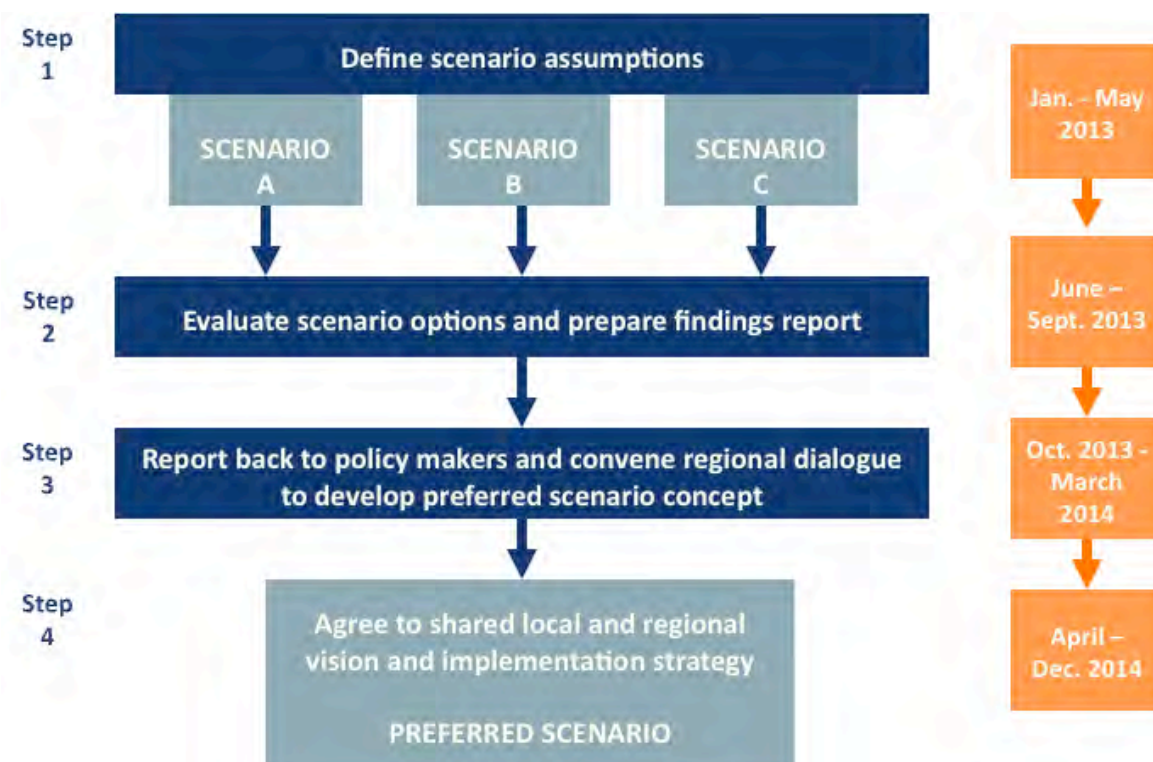 Step
1
Define scenario assumptions
SCENARIO
A
SCENARIO
B
SCENARIO
C
Jan. - May
2013
Step
2
Evaluate scenario options and prepare findings report
June –
Sept. 2013
Step
3
Report back to policy makers and convene regional dialogue
to develop preferred scenario concept
Oct. 2013 -
March
2014
Step
4
Agree to shared local and regional
vision and implementation strategy
PREFERRED SCENARIO
April –
Dec. 2014